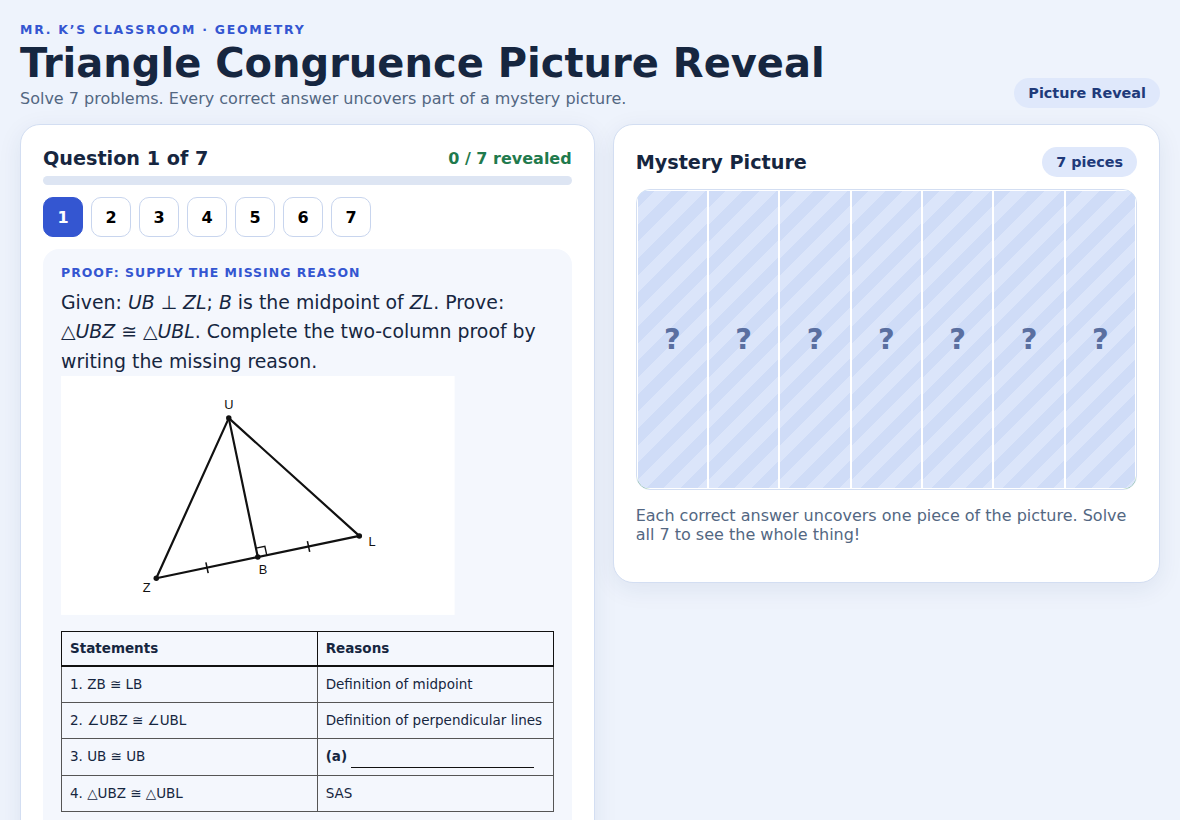 MR. K’S CLASSROOM · GEOMETRY
Triangle Congruence Picture Reveal
Solve 7 problems. Every correct answer uncovers part of a mystery picture.
Picture Reveal
Question 1 of 7
0 / 7 revealed
1 2 3 4 5 6 7
PROOF: SUPPLY THE MISSING REASON
Given: UB ⊥ ZL; B is the midpoint of ZL. Prove:
△UBZ ≅ △UBL. Complete the two-column proof by
writing the missing reason.
U
L
B
Z
Statements Reasons
1. ZB ≅ LB Definition of midpoint
2. ∠UBZ ≅ ∠UBL Definition of perpendicular lines
3. UB ≅ UB (a)
4. △UBZ ≅ △UBL SAS
Mystery Picture
7 pieces
? ? ? ? ? ? ?
Each correct answer uncovers one piece of the picture. Solve
all 7 to see the whole thing!